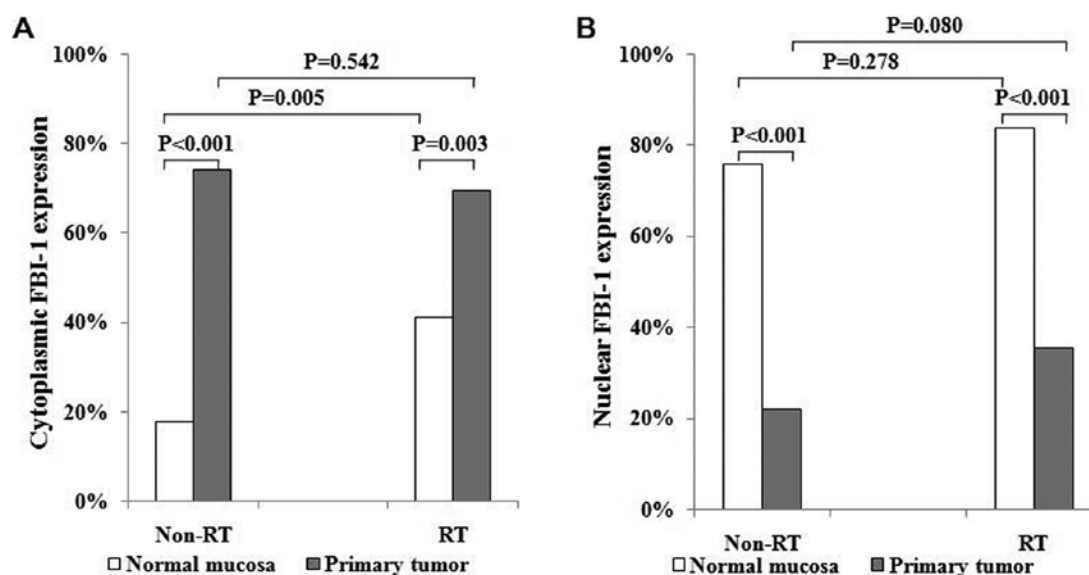 A
Cytoplasmic FBI-1 expression
100%
80%
60%
40%
20%
0%
P=0.542
P=0.005
P<0.001
P=0.003
Non-RT
RT
Normal mucosa
Primary tumor
B
Nuclear FBI-1 expression
100%
80%
60%
40%
20%
0%
P=0.080
P=0.278
P<0.001
P<0.001
Non-RT
RT
Normal mucosa
Primary tumor